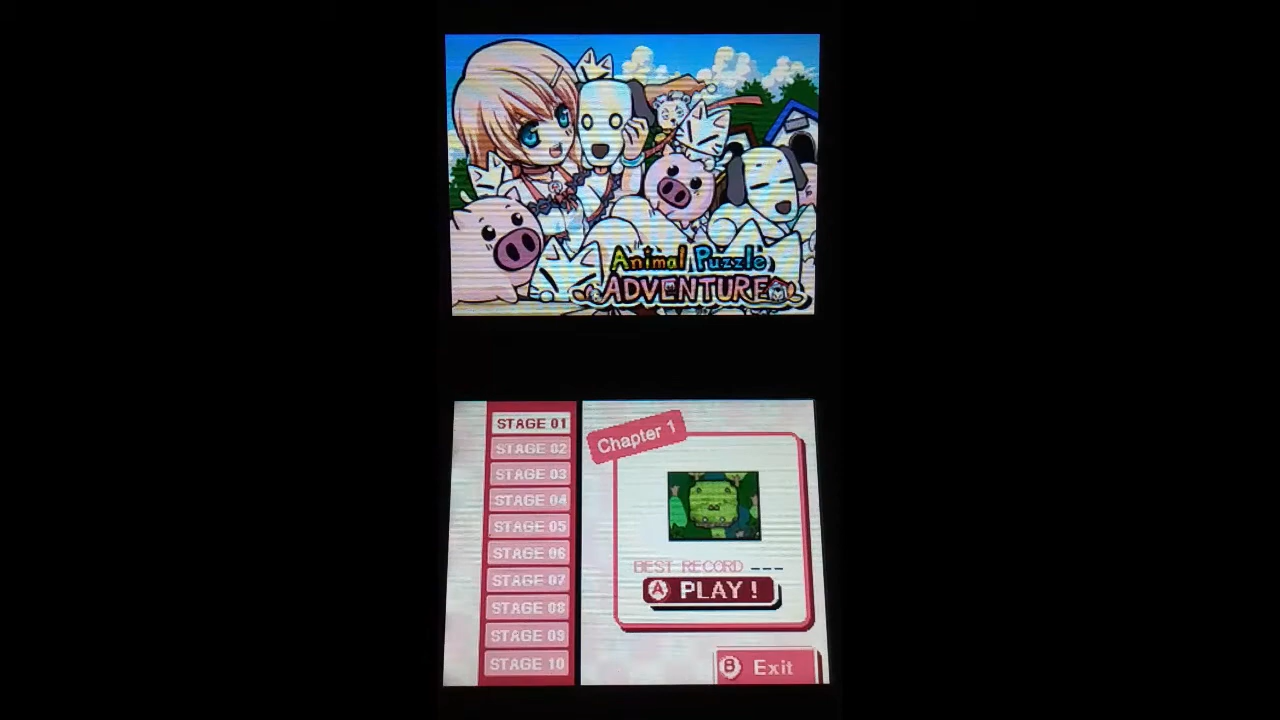 Animal Puzzle
ADVENTURE
STAGE 01
STAGE 02
STAGE 03
STAGE 04
STAGE 05
STAGE 06
STAGE 07
STAGE 08
STAGE 09
STAGE 10
Chapter 1
BEST RECORD ---
A PLAY!
B Exit